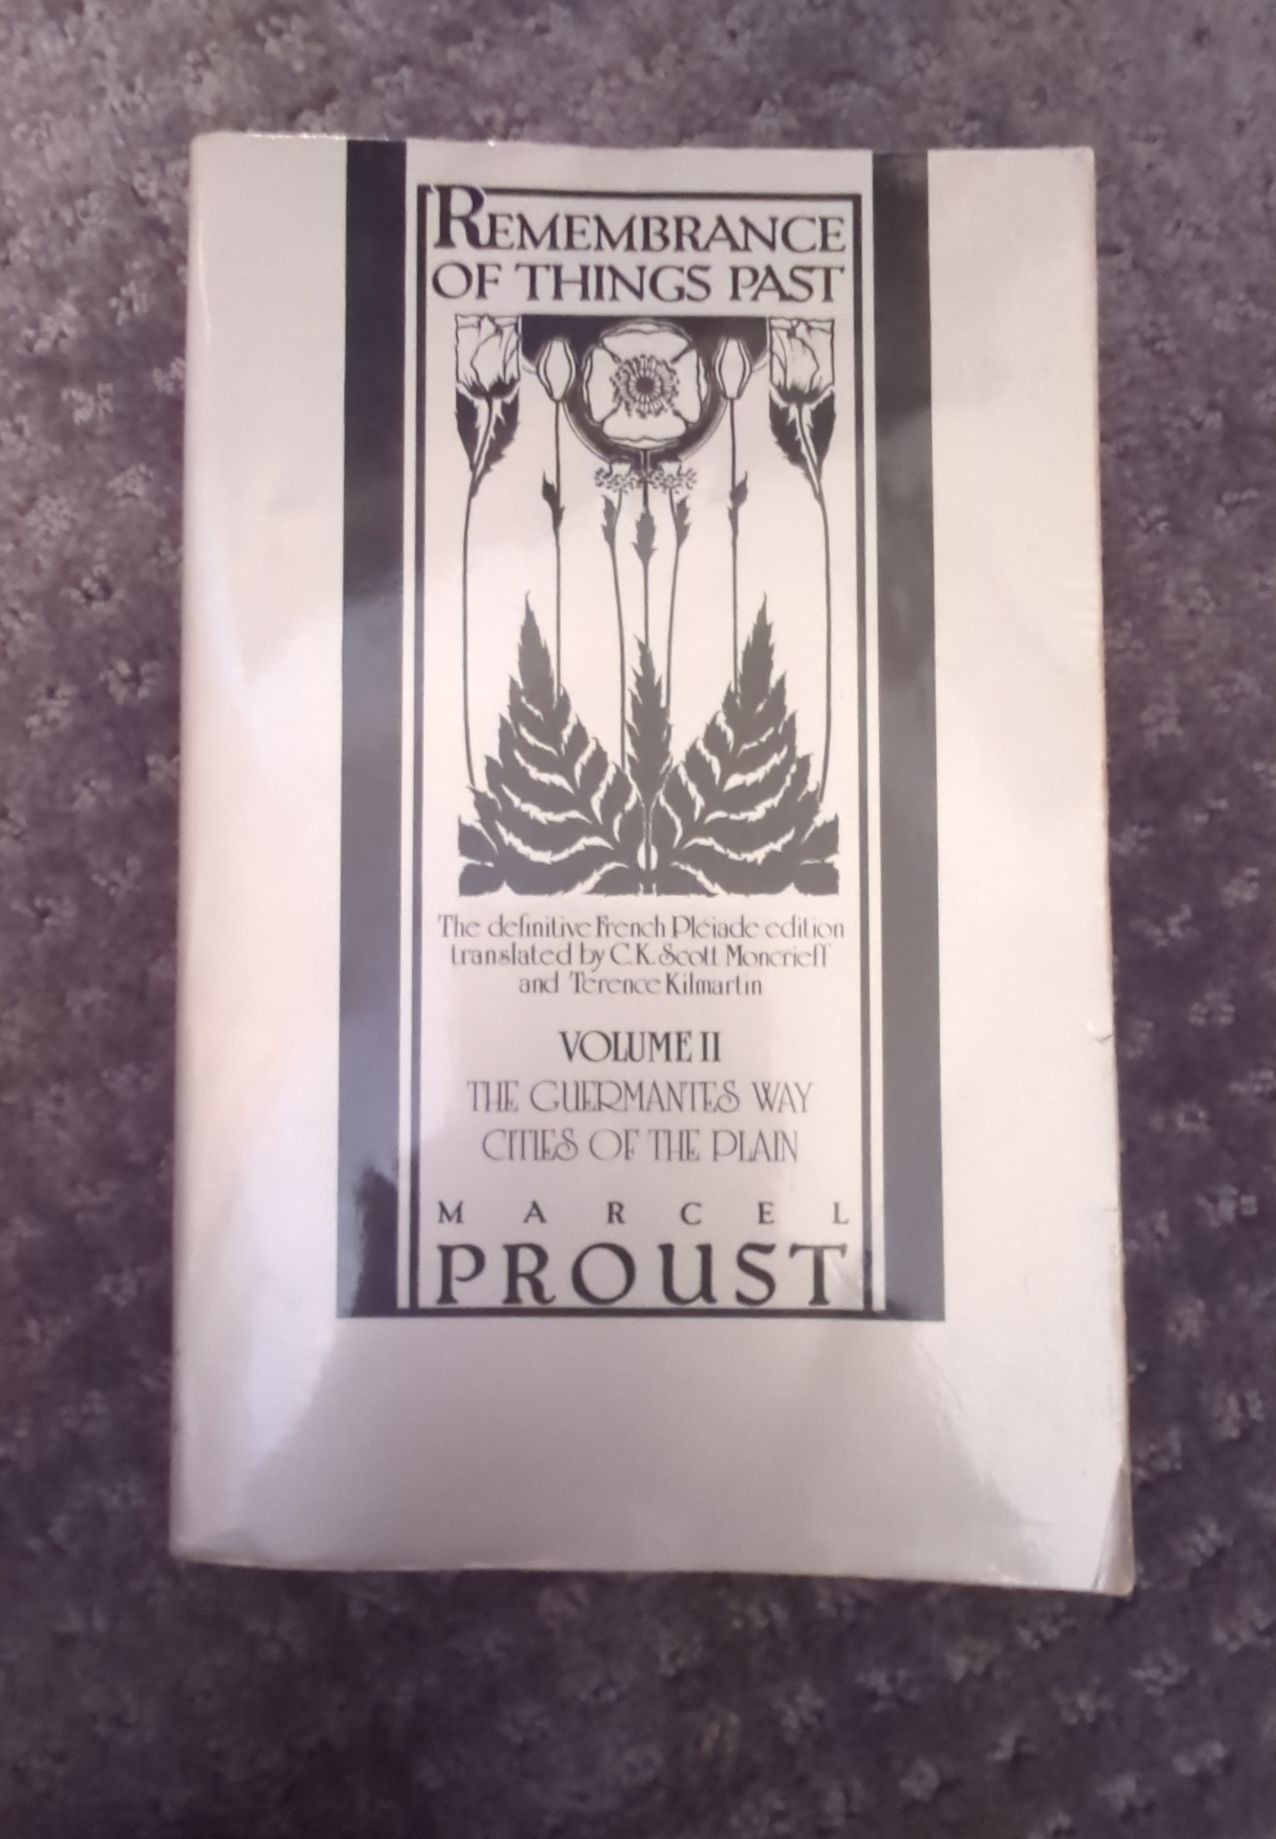 REMEMBRANCE
OF THINGS PAST
The definitive French Pléiade edition
translated by C.K. Scott Moncrieff
and Terence Kilmartin
VOLUME II
THE GUERMANTES WAY
CITIES OF THE PLAIN
MARCEL
PROUST